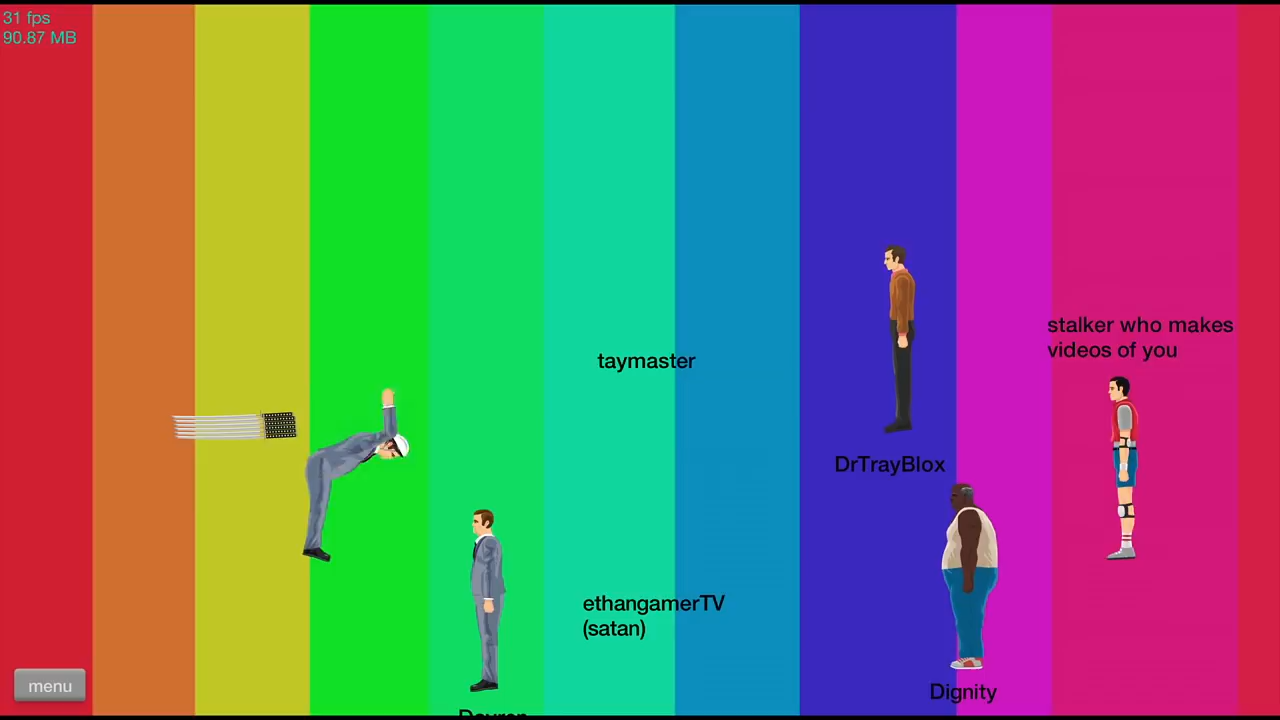 31 fps
90.87 MB
stalker who makes
videos of you
taymaster
DrTrayBlox
ethangamerTV
(satan)
menu
Dignity